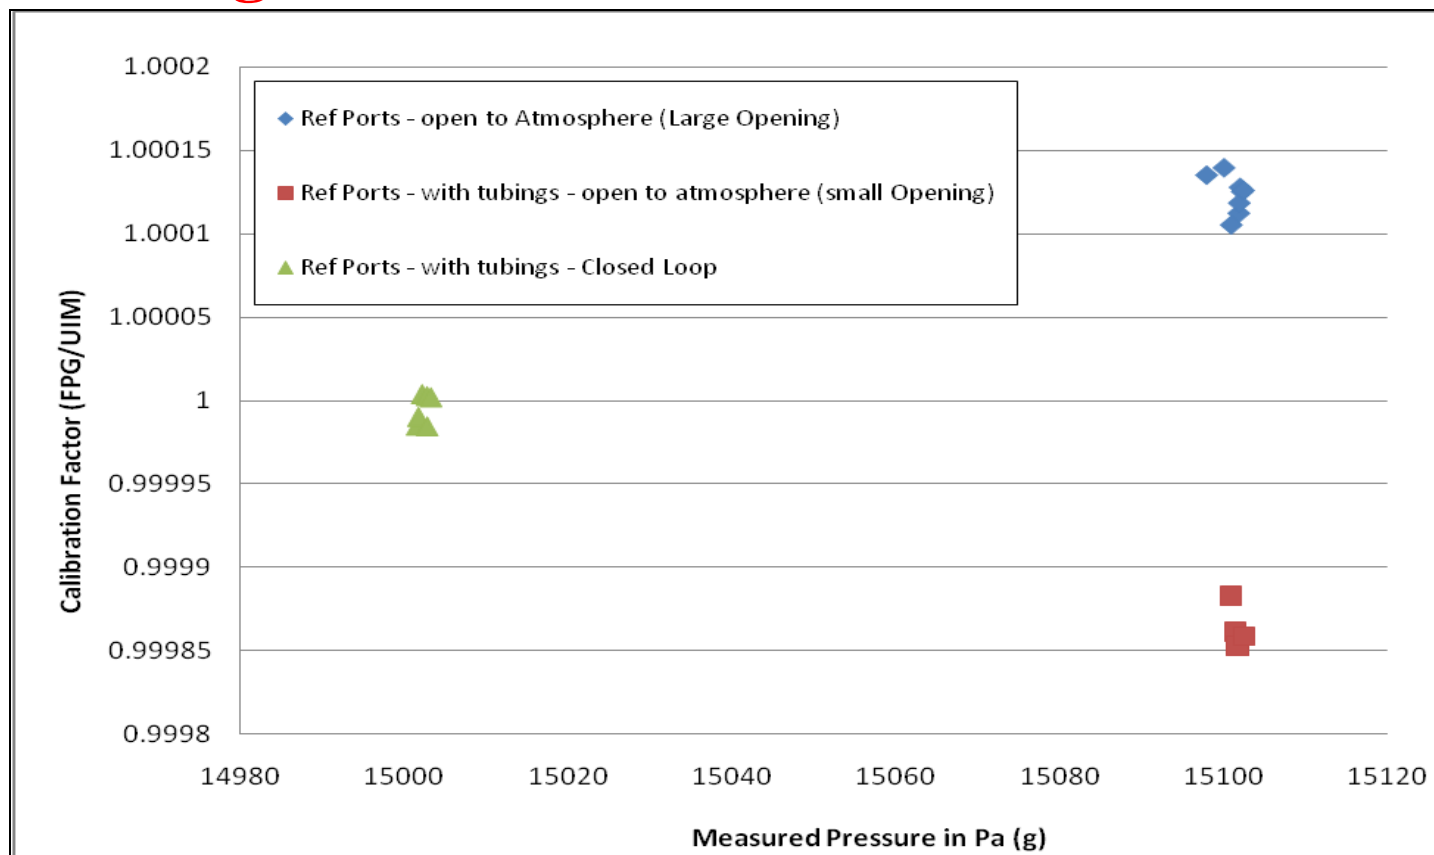 1.0002
1.00015
1.0001
1.00005
1
0.99995
0.9999
0.99985
0.9998
Calibration Factor (FPG/UIM)
Ref Ports - open to Atmosphere (Large Opening)
Ref Ports - with tubings - open to atmosphere (small Opening)
Ref Ports - with tubings - Closed Loop
14980 15000 15020 15040 15060 15080 15100 15120
Measured Pressure in Pa (g)